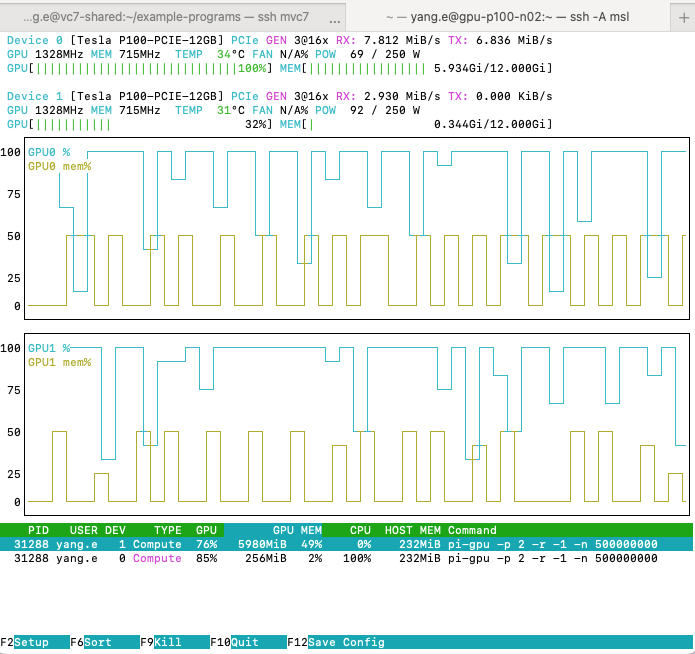 …g.e@vc7-shared:~/example-programs — ssh mvc7 … ~ — yang.e@gpu-p100-n02:~ — ssh -A msl +
Device 0 [Tesla P100-PCIE-12GB] PCIe GEN 3@16x RX: 7.812 MiB/s TX: 6.836 MiB/s
GPU 1328MHz MEM 715MHz TEMP 34°C FAN N/A% POW 69 / 250 W
GPU[||||||||||||||||||||||||||||||100%] MEM[||||||||||||||||| 5.934Gi/12.000Gi]
Device 1 [Tesla P100-PCIE-12GB] PCIe GEN 3@16x RX: 2.930 MiB/s TX: 0.000 KiB/s
GPU 1328MHz MEM 715MHz TEMP 31°C FAN N/A% POW 92 / 250 W
GPU[||||||||||| 32%] MEM[| 0.344Gi/12.000Gi]
100 GPU0 %
GPU0 mem%
75
50
25
0
100 GPU1 %
GPU1 mem%
75
50
25
0
PID USER DEV TYPE GPU GPU MEM CPU HOST MEM Command
31288 yang.e 1 Compute 76% 5980MiB 49% 0% 232MiB pi-gpu -p 2 -r -1 -n 500000000
31288 yang.e 0 Compute 85% 256MiB 2% 100% 232MiB pi-gpu -p 2 -r -1 -n 500000000
F2Setup F6Sort F9Kill F10Quit F12Save Config